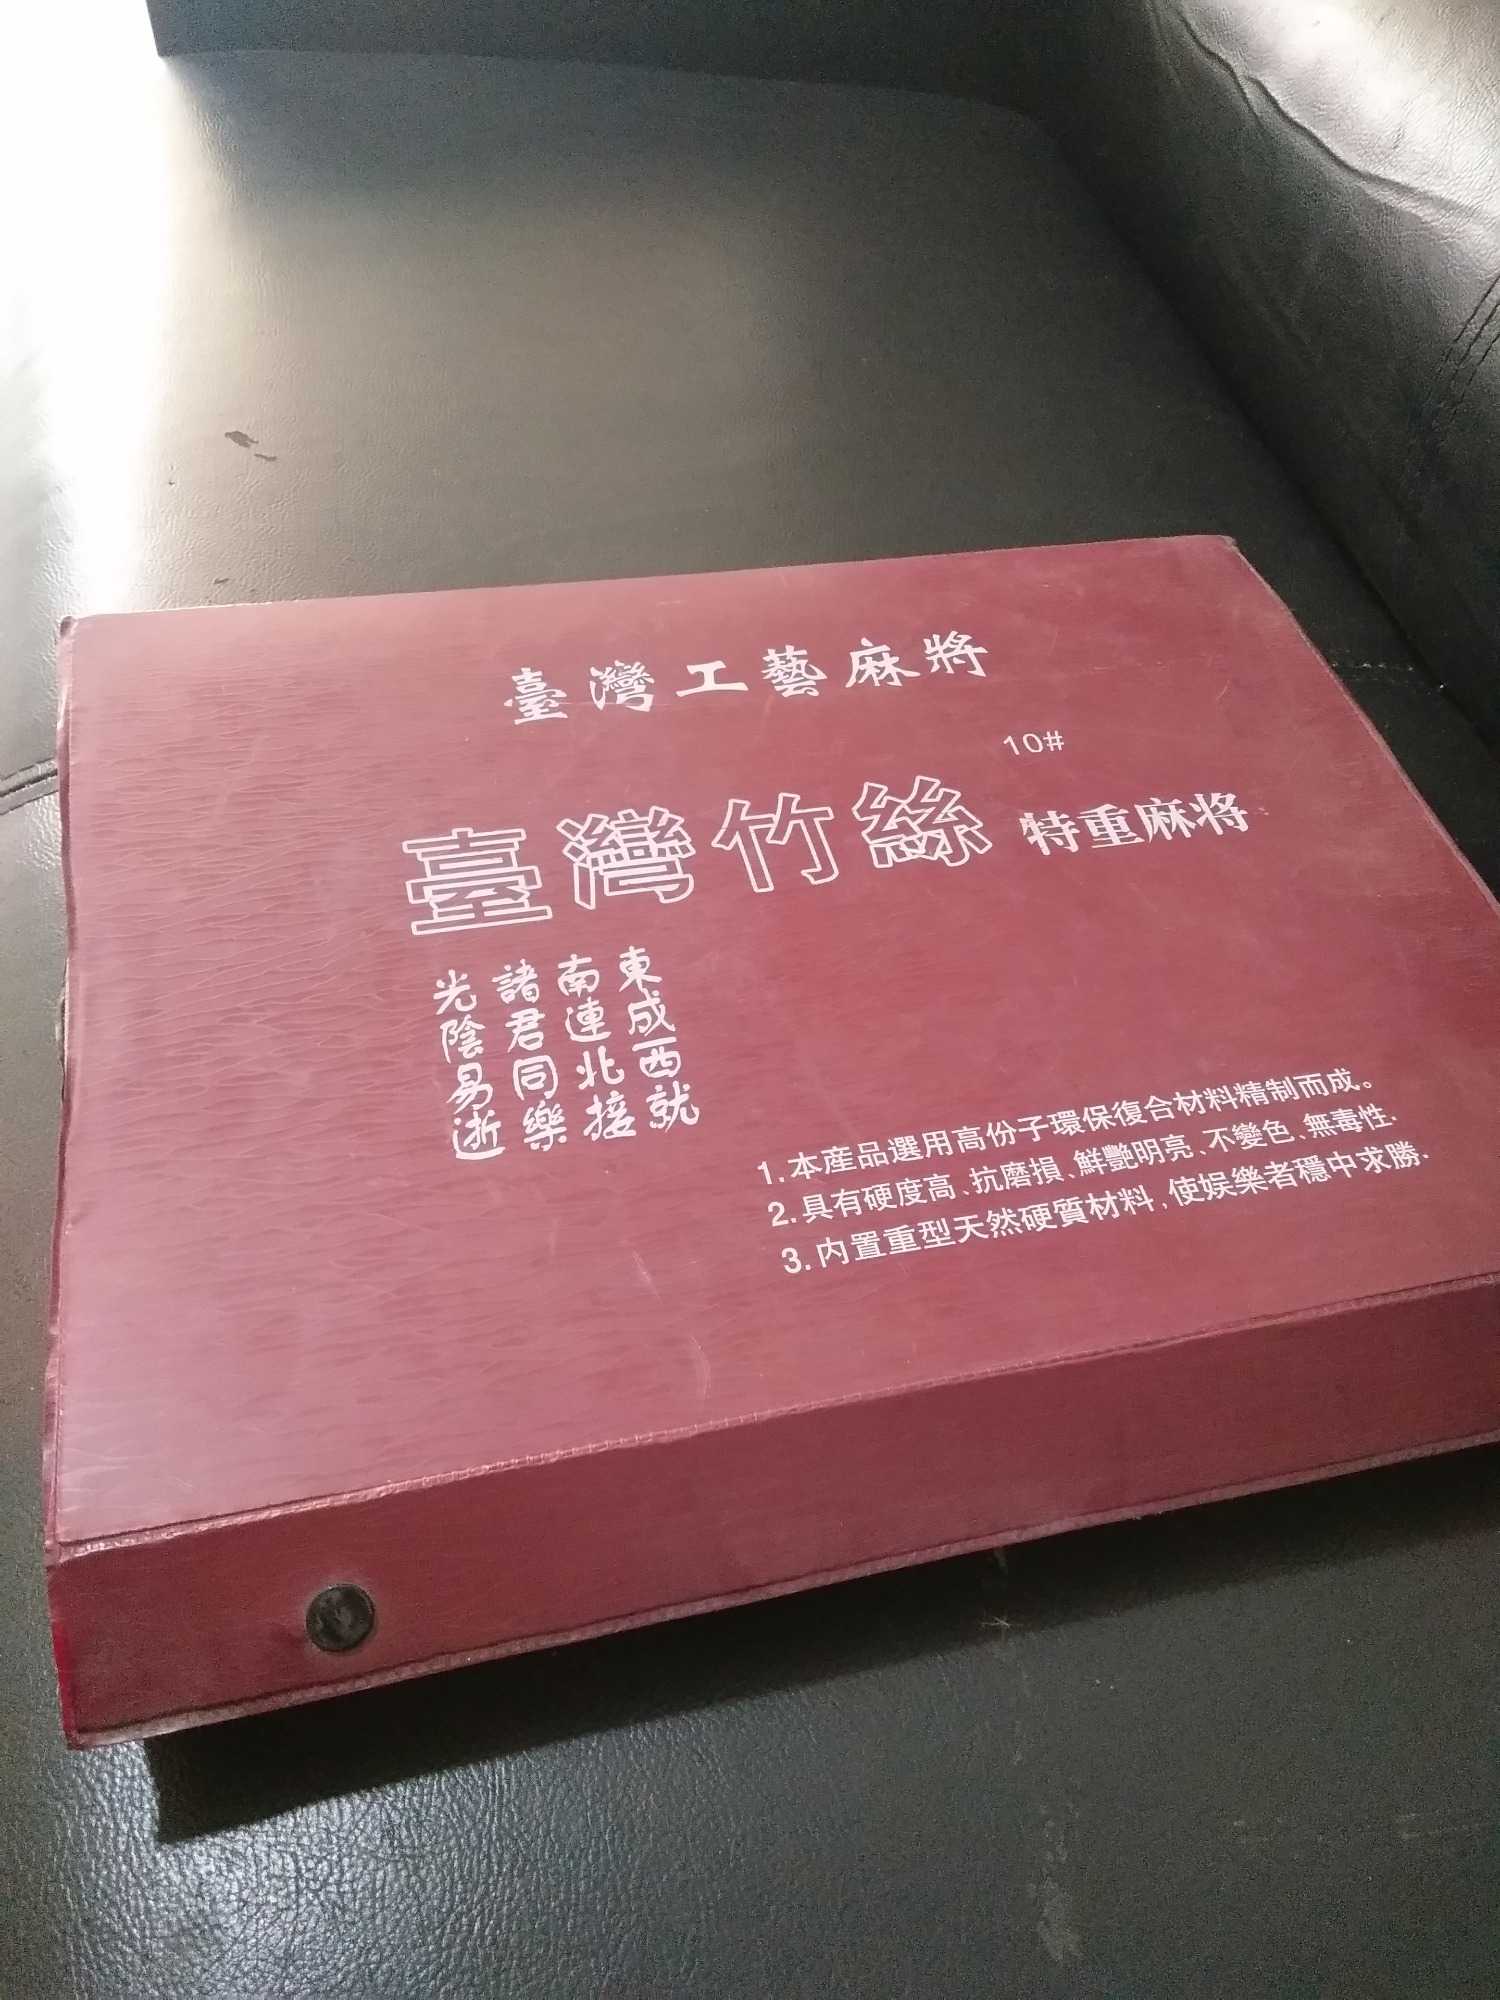 臺灣工藝麻將
10#
臺灣竹絲 特重麻将
東成西就
南連北接
諸君同樂
光陰易逝
1.本産品選用高份子環保復合材料精制而成。
2.具有硬度高、抗磨損、鮮艷明亮、不變色、無毒性.
3.内置重型天然硬質材料,使娱樂者穩中求勝.